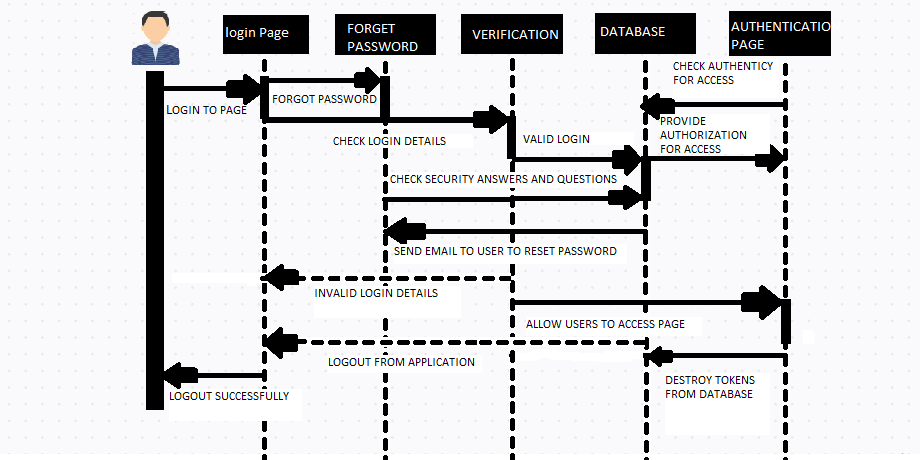 login Page
FORGET
PASSWORD
VERIFICATION
DATABASE
AUTHENTICATIO
PAGE
CHECK AUTHENTICY
FOR ACCESS
LOGIN TO PAGE
FORGOT PASSWORD
PROVIDE
AUTHORIZATION
FOR ACCESS
CHECK LOGIN DETAILS
VALID LOGIN
CHECK SECURITY ANSWERS AND QUESTIONS
SEND EMAIL TO USER TO RESET PASSWORD
INVALID LOGIN DETAILS
ALLOW USERS TO ACCESS PAGE
LOGOUT FROM APPLICATION
DESTROY TOKENS
FROM DATABASE
LOGOUT SUCCESSFULLY